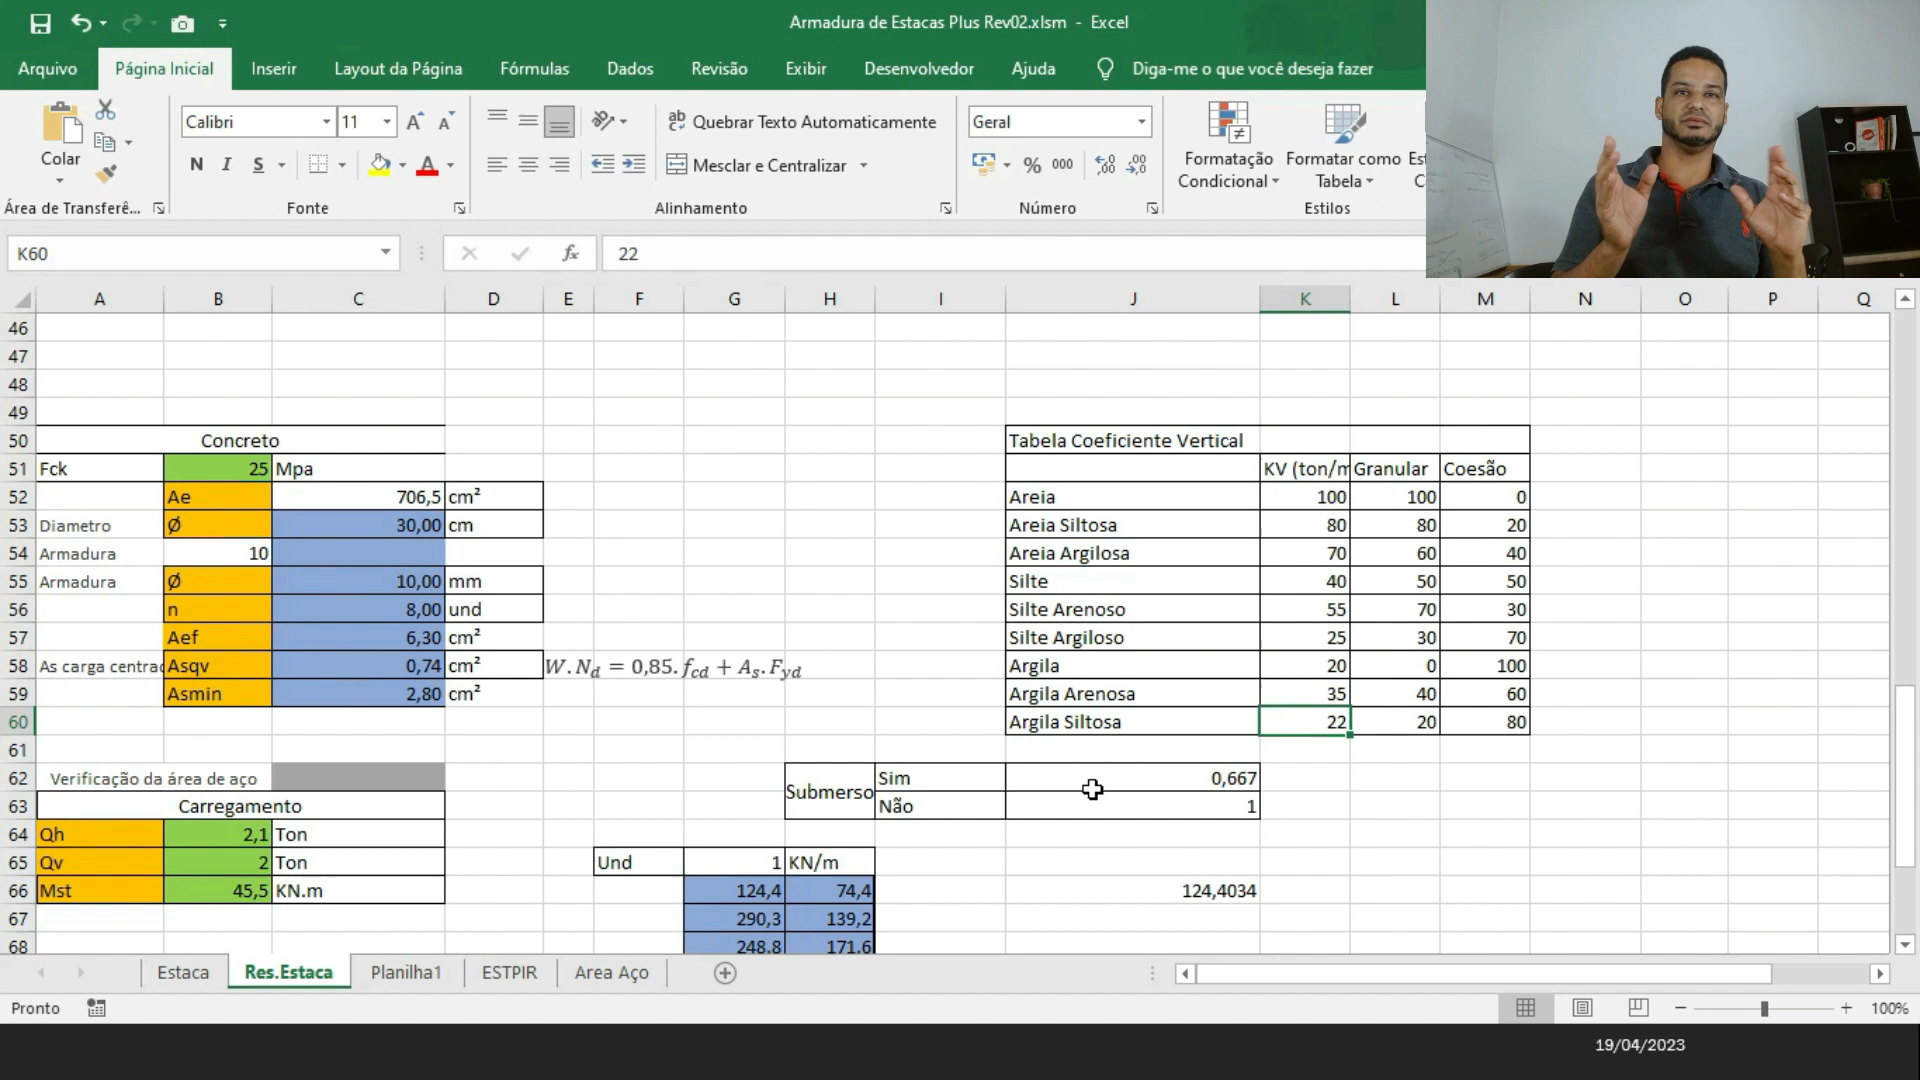 Armadura de Estacas Plus Rev02.xlsm - Excel
Arquivo Página Inicial Inserir Layout da Página Fórmulas Dados Revisão Exibir Desenvolvedor Ajuda Diga-me o que você deseja fazer
Colar
Calibri 11
N I S
Quebrar Texto Automaticamente
Mesclar e Centralizar
Geral
% 000
Formatação Condicional
Formatar como Tabela
Área de Transferê... Fonte Alinhamento Número Estilos
K60 fx 22
A B C D E F G H I J K L M N O P Q
46
47
48
49
50 Concreto Tabela Coeficiente Vertical
51 Fck 25 Mpa KV (ton/m Granular Coesão
52 Ae 706,5 cm² Areia 100 100 0
53 Diametro Ø 30,00 cm Areia Siltosa 80 80 20
54 Armadura 10 Areia Argilosa 70 60 40
55 Armadura Ø 10,00 mm Silte 40 50 50
56 n 8,00 und Silte Arenoso 55 70 30
57 Aef 6,30 cm² Silte Argiloso 25 30 70
58 As carga centrad Asqv 0,74 cm² W.Nd = 0,85.fcd + As.Fyd Argila 20 0 100
59 Asmin 2,80 cm² Argila Arenosa 35 40 60
60 Argila Siltosa 22 20 80
61
62 Verificação da área de aço Submerso Sim 0,667
63 Carregamento Não 1
64 Qh 2,1 Ton
65 Qv 2 Ton Und 1 KN/m
66 Mst 45,5 KN.m 124,4 74,4 124,4034
67 290,3 139,2
68 248,8 171,6
Estaca Res.Estaca Planilha1 ESTPIR Area Aço
Pronto 100%
19/04/2023